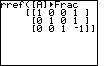 rref([A])▶Frac
[[1 0 0 1 ]
[0 1 0 1 ]
[0 0 1 -1]]